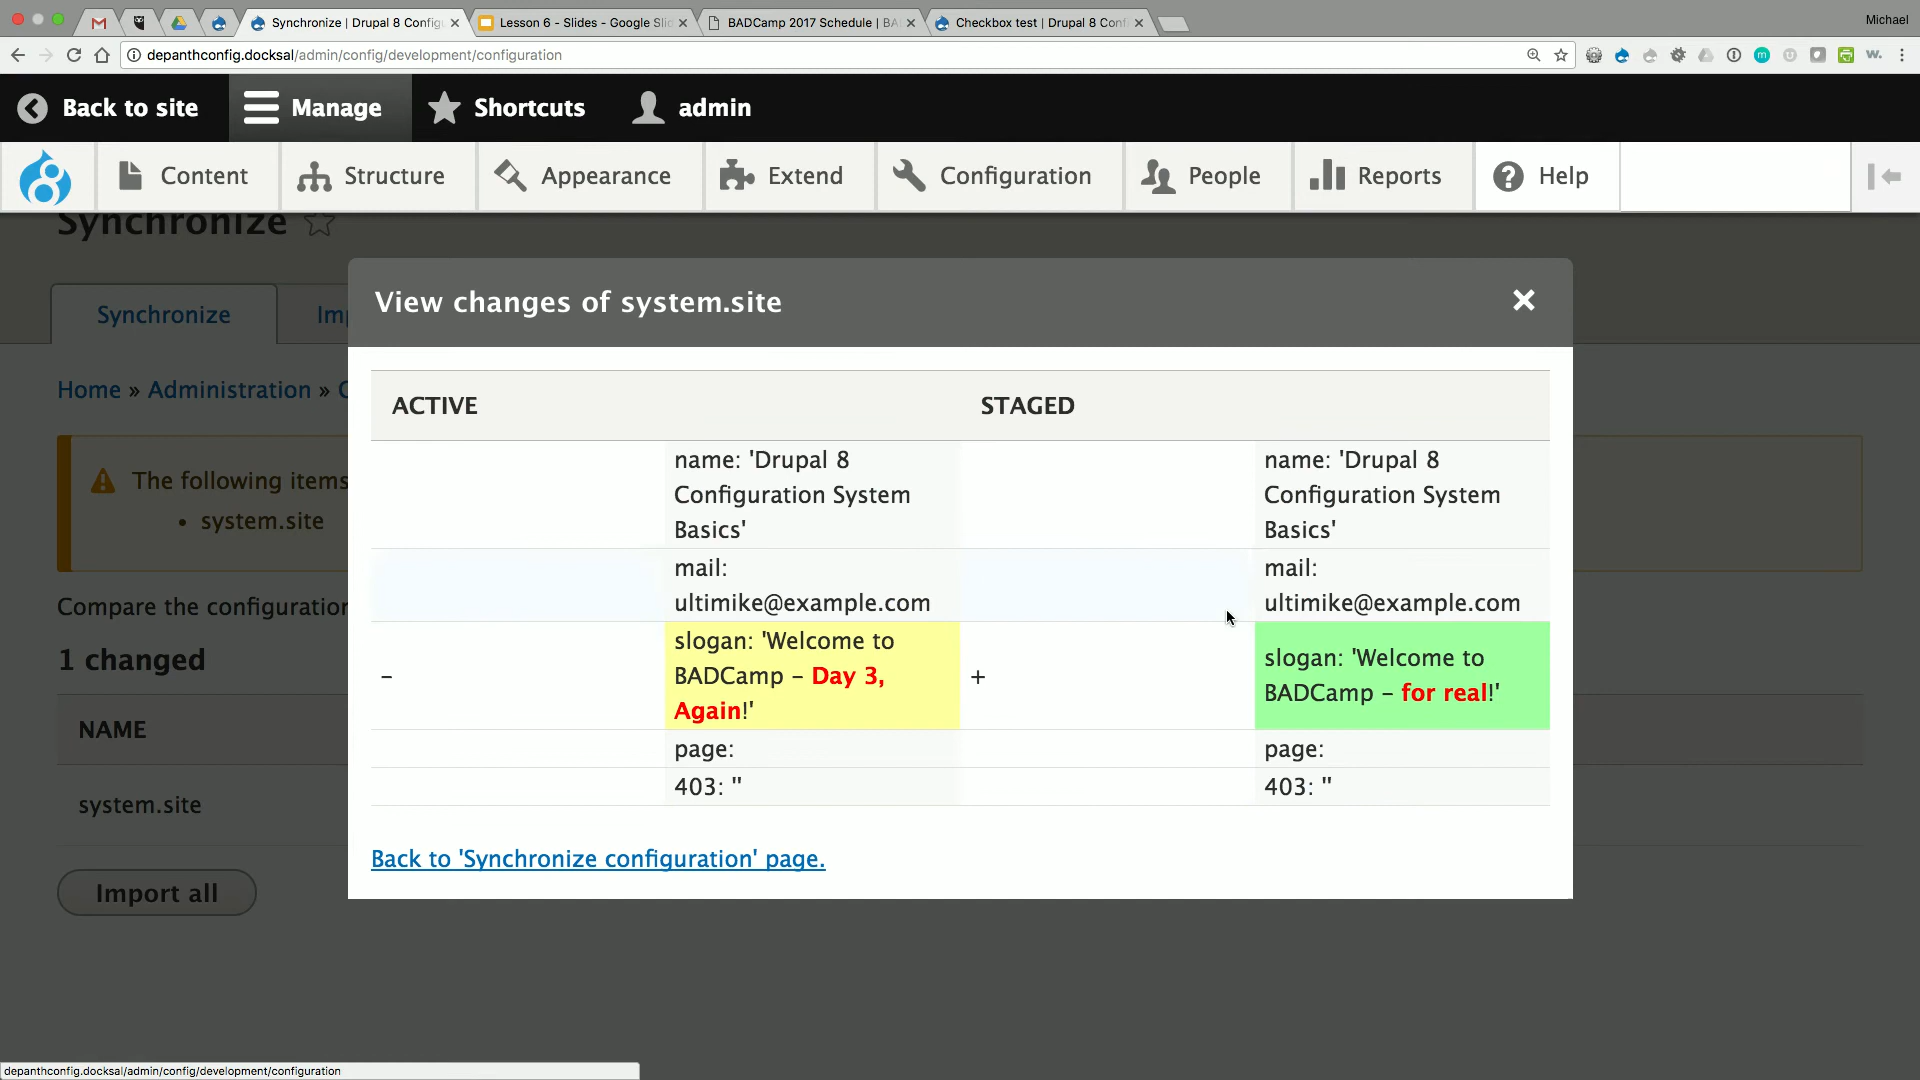 Synchronize | Drupal 8 Config
Lesson 6 - Slides - Google Slid
BADCamp 2017 Schedule | BA
Checkbox test | Drupal 8 Conf
Michael
depanthconfig.docksal/admin/config/development/configuration
Back to site
Manage
Shortcuts
admin
Content
Structure
Appearance
Extend
Configuration
People
Reports
Help
Synchronize
Synchronize
Im
Home » Administration » C
The following items
• system.site
Compare the configuration
1 changed
NAME
system.site
Import all
View changes of system.site
ACTIVE
STAGED
name: 'Drupal 8
Configuration System
Basics'
name: 'Drupal 8
Configuration System
Basics'
mail:
ultimike@example.com
mail:
ultimike@example.com
-
slogan: 'Welcome to
BADCamp - Day 3,
Again!'
+
slogan: 'Welcome to
BADCamp - for real!'
page:
page:
403: ''
403: ''
Back to 'Synchronize configuration' page.
depanthconfig.docksal/admin/config/development/configuration